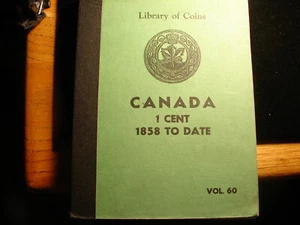 Library of Coins
CANADA
1 CENT
1858 TO DATE
VOL. 60